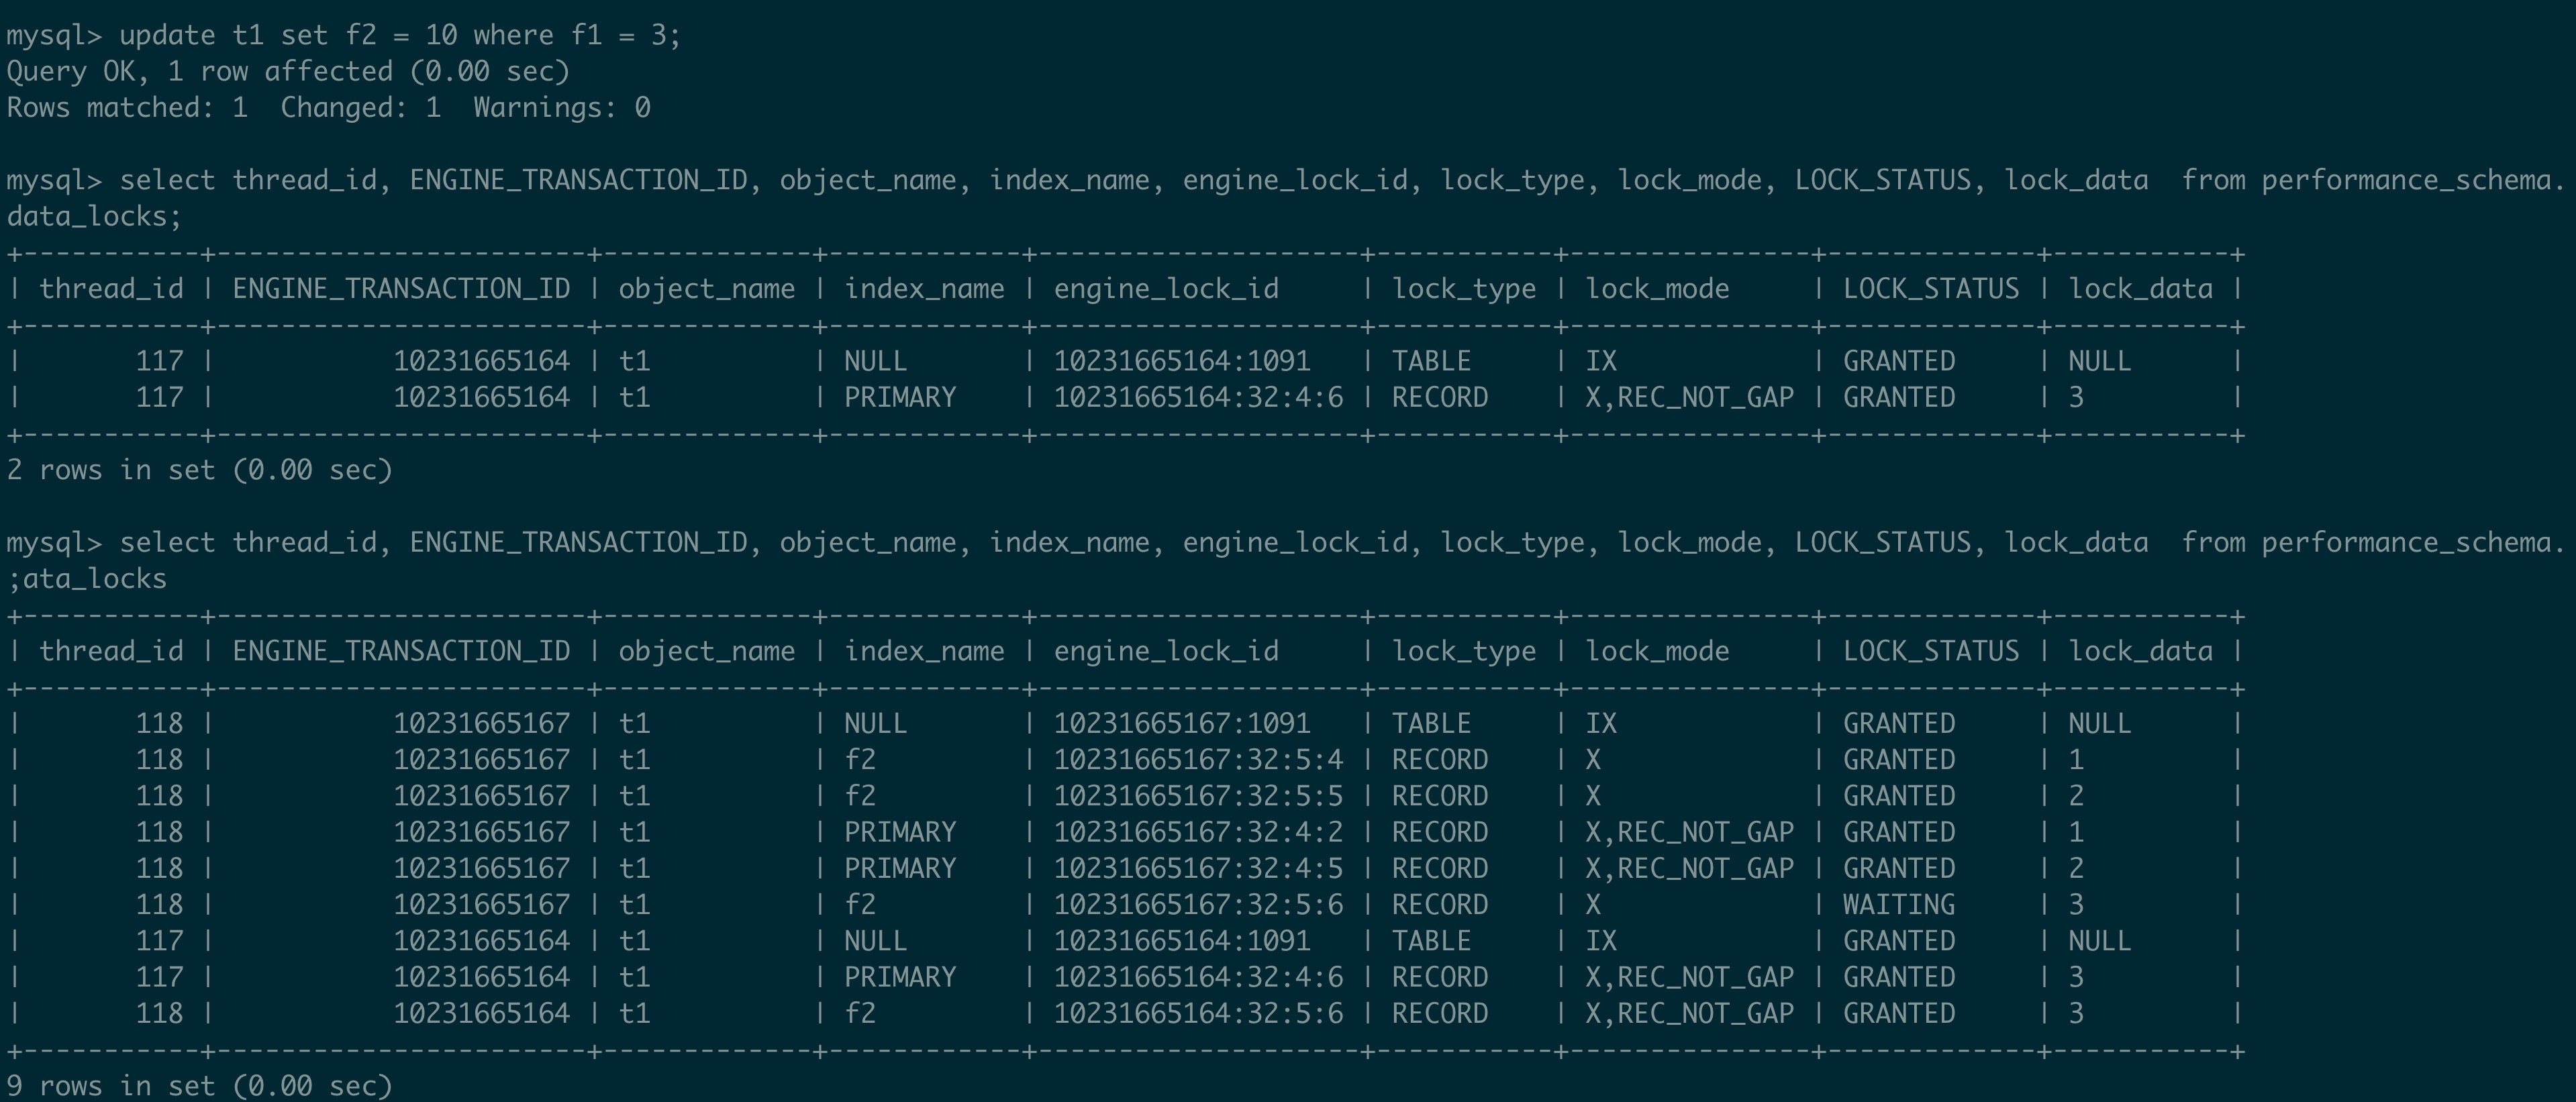 mysql> update t1 set f2 = 10 where f1 = 3;
Query OK, 1 row affected (0.00 sec)
Rows matched: 1  Changed: 1  Warnings: 0

mysql> select thread_id, ENGINE_TRANSACTION_ID, object_name, index_name, engine_lock_id, lock_type, lock_mode, LOCK_STATUS, lock_data  from performance_schema.
data_locks;
+-----------+-----------------------+-------------+------------+--------------------+-----------+---------------+-------------+-----------+
| thread_id | ENGINE_TRANSACTION_ID | object_name | index_name | engine_lock_id     | lock_type | lock_mode     | LOCK_STATUS | lock_data |
+-----------+-----------------------+-------------+------------+--------------------+-----------+---------------+-------------+-----------+
|       117 |           10231665164 | t1          | NULL       | 10231665164:1091   | TABLE     | IX            | GRANTED     | NULL      |
|       117 |           10231665164 | t1          | PRIMARY    | 10231665164:32:4:6 | RECORD    | X,REC_NOT_GAP | GRANTED     | 3         |
+-----------+-----------------------+-------------+------------+--------------------+-----------+---------------+-------------+-----------+
2 rows in set (0.00 sec)

mysql> select thread_id, ENGINE_TRANSACTION_ID, object_name, index_name, engine_lock_id, lock_type, lock_mode, LOCK_STATUS, lock_data  from performance_schema.
;ata_locks
+-----------+-----------------------+-------------+------------+--------------------+-----------+---------------+-------------+-----------+
| thread_id | ENGINE_TRANSACTION_ID | object_name | index_name | engine_lock_id     | lock_type | lock_mode     | LOCK_STATUS | lock_data |
+-----------+-----------------------+-------------+------------+--------------------+-----------+---------------+-------------+-----------+
|       118 |           10231665167 | t1          | NULL       | 10231665167:1091   | TABLE     | IX            | GRANTED     | NULL      |
|       118 |           10231665167 | t1          | f2         | 10231665167:32:5:4 | RECORD    | X             | GRANTED     | 1         |
|       118 |           10231665167 | t1          | f2         | 10231665167:32:5:5 | RECORD    | X             | GRANTED     | 2         |
|       118 |           10231665167 | t1          | PRIMARY    | 10231665167:32:4:2 | RECORD    | X,REC_NOT_GAP | GRANTED     | 1         |
|       118 |           10231665167 | t1          | PRIMARY    | 10231665167:32:4:5 | RECORD    | X,REC_NOT_GAP | GRANTED     | 2         |
|       118 |           10231665167 | t1          | f2         | 10231665167:32:5:6 | RECORD    | X             | WAITING     | 3         |
|       117 |           10231665164 | t1          | NULL       | 10231665164:1091   | TABLE     | IX            | GRANTED     | NULL      |
|       117 |           10231665164 | t1          | PRIMARY    | 10231665164:32:4:6 | RECORD    | X,REC_NOT_GAP | GRANTED     | 3         |
|       118 |           10231665164 | t1          | f2         | 10231665164:32:5:6 | RECORD    | X,REC_NOT_GAP | GRANTED     | 3         |
+-----------+-----------------------+-------------+------------+--------------------+-----------+---------------+-------------+-----------+
9 rows in set (0.00 sec)